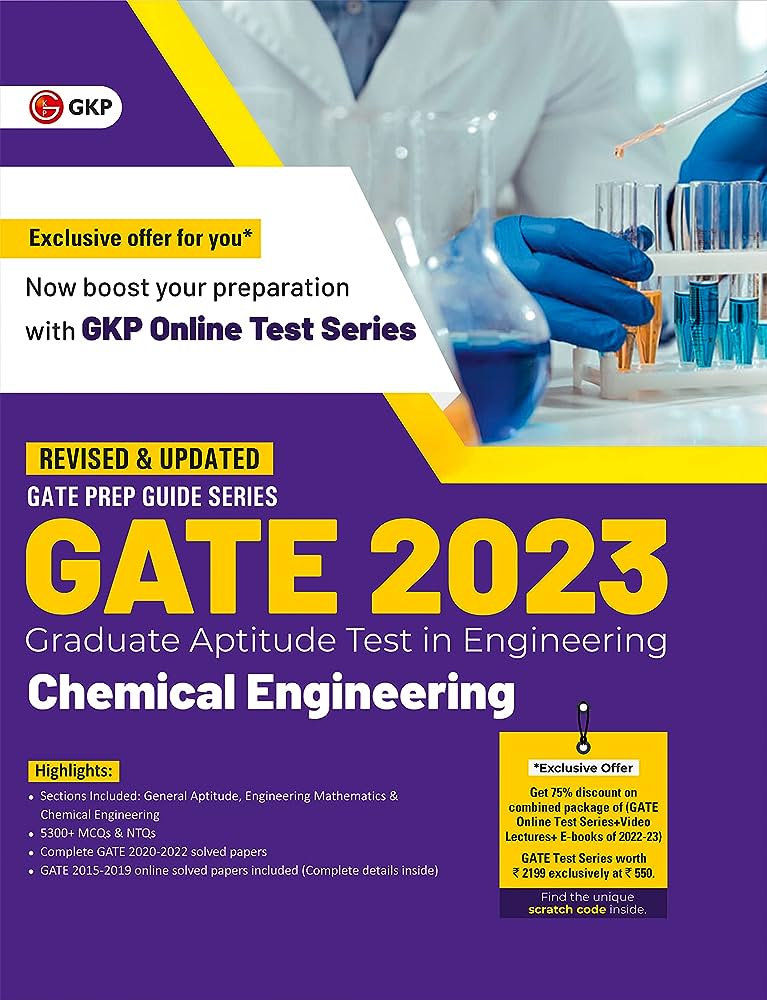 GKP
Exclusive offer for you*
Now boost your preparation
with GKP Online Test Series
REVISED & UPDATED
GATE PREP GUIDE SERIES
GATE 2023
Graduate Aptitude Test in Engineering
Chemical Engineering
Highlights:
• Sections Included: General Aptitude, Engineering Mathematics &
Chemical Engineering
• 5300+ MCQs & NTQs
• Complete GATE 2020-2022 solved papers
• GATE 2015-2019 online solved papers included (Complete details inside)
*Exclusive Offer
Get 75% discount on
combined package of (GATE
Online Test Series+Video
Lectures+ E-books of 2022-23)
GATE Test Series worth
₹ 2199 exclusively at ₹ 550.
Find the unique
scratch code inside.